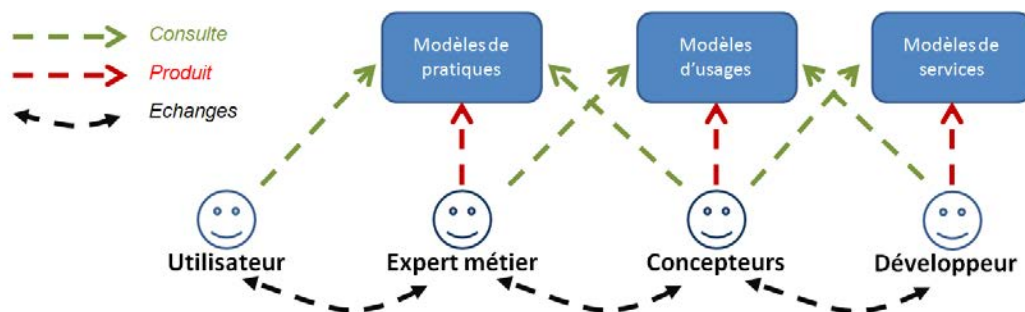 Consulte
Produit
Echanges
Modèles de
pratiques
Modèles
d'usages
Modèles de
services
Utilisateur
Expert métier
Concepteurs
Développeur